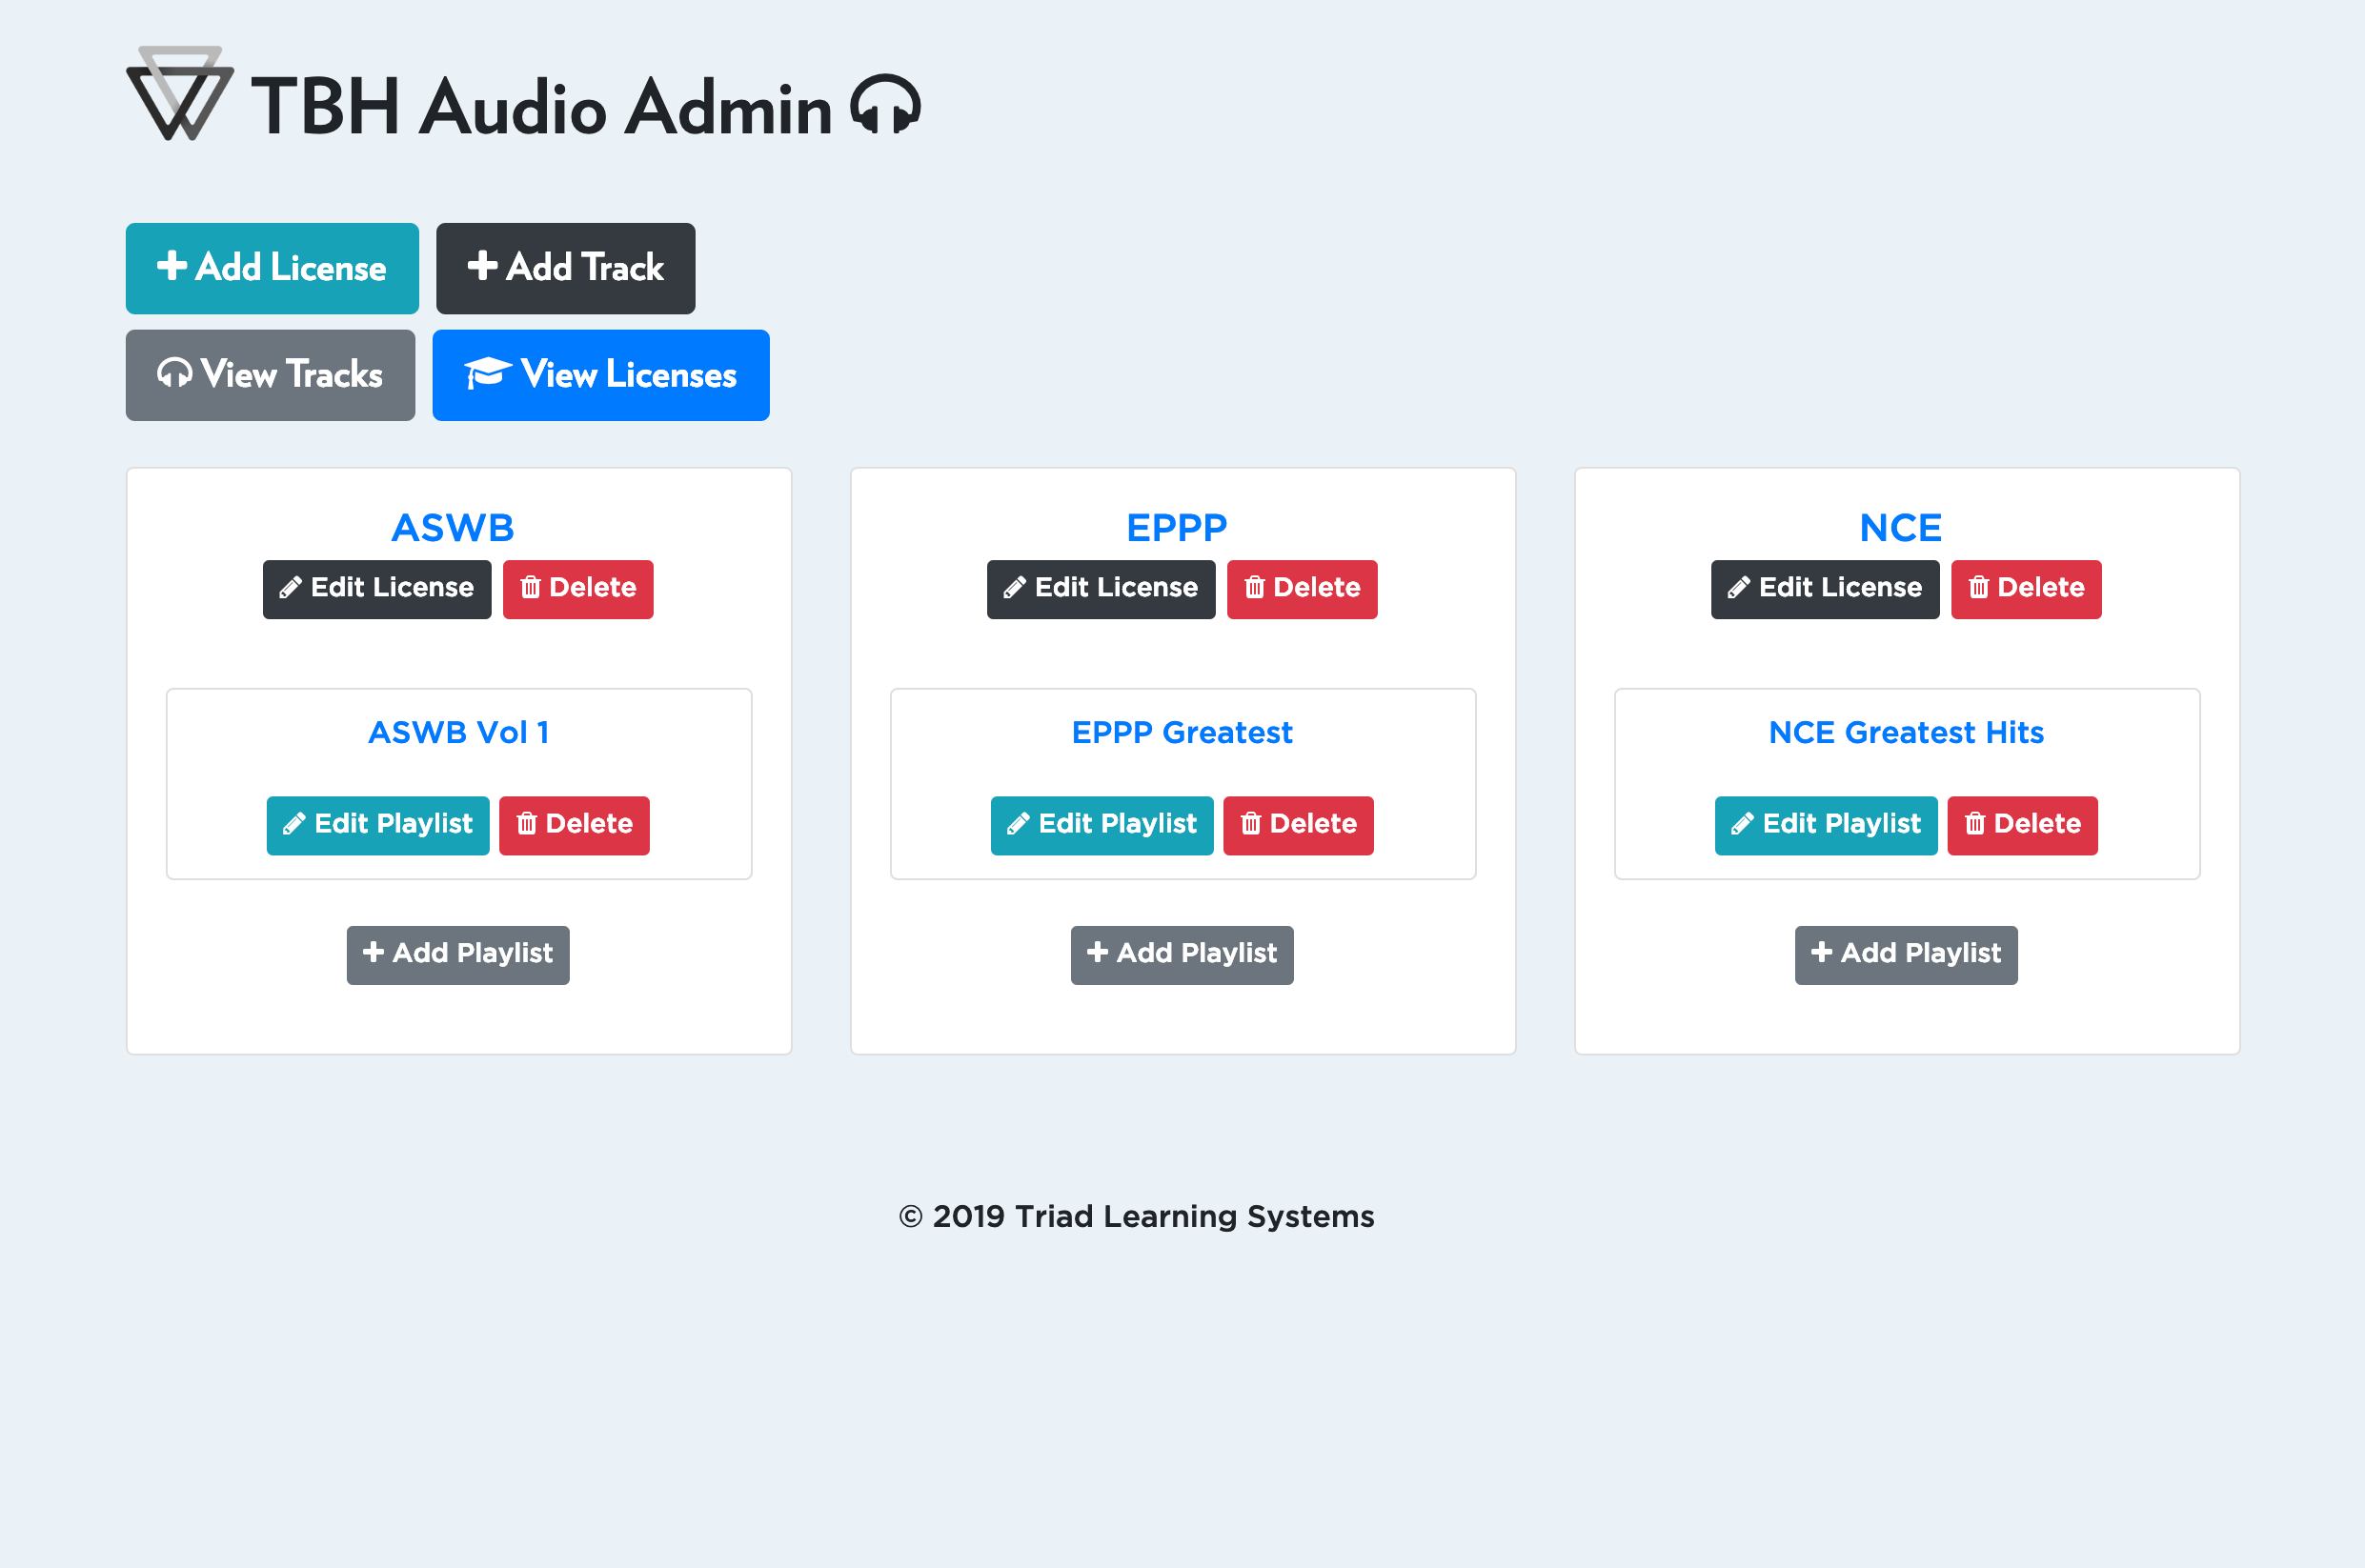 TBH Audio Admin
Add License
Add Track
View Tracks
View Licenses
ASWB
Edit License
Delete
ASWB Vol 1
Edit Playlist
Delete
Add Playlist
EPPP
Edit License
Delete
EPPP Greatest
Edit Playlist
Delete
Add Playlist
NCE
Edit License
Delete
NCE Greatest Hits
Edit Playlist
Delete
Add Playlist
© 2019 Triad Learning Systems